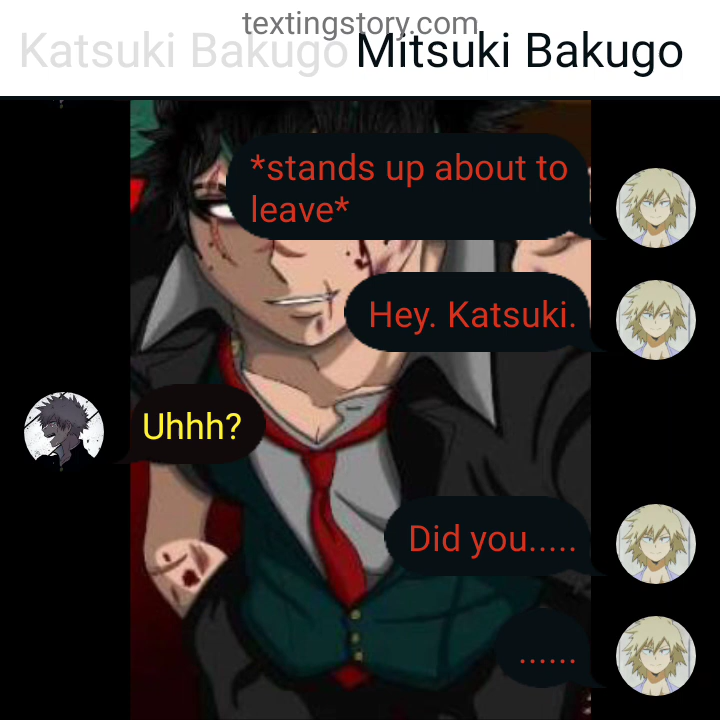 textingstory.com
Katsuki Bakugo Mitsuki Bakugo
*stands up about to
leave*
Hey. Katsuki.
Uhhh?
Did you.....
......